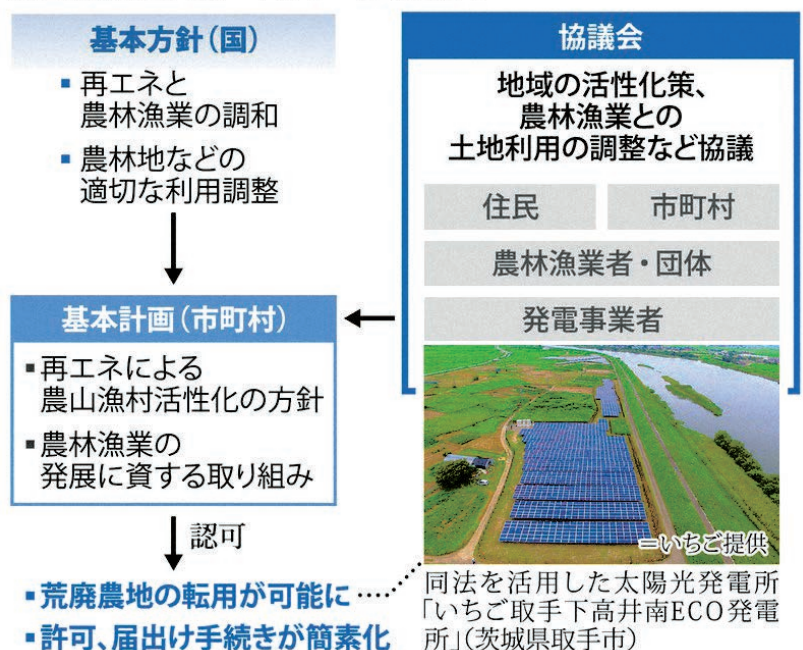 基本方針(国)
▪再エネと
農林漁業の調和
▪農林地などの
適切な利用調整
基本計画(市町村)
▪再エネによる
農山漁村活性化の方針
▪農林漁業の
発展に資する取り組み
認可
▪荒廃農地の転用が可能に
▪許可、届出け手続きが簡素化
協議会
地域の活性化策、
農林漁業との
土地利用の調整など協議
住民
市町村
農林漁業者・団体
発電事業者
=いちご提供
同法を活用した太陽光発電所
「いちご取手下高井南ECO発電
所」(茨城県取手市)